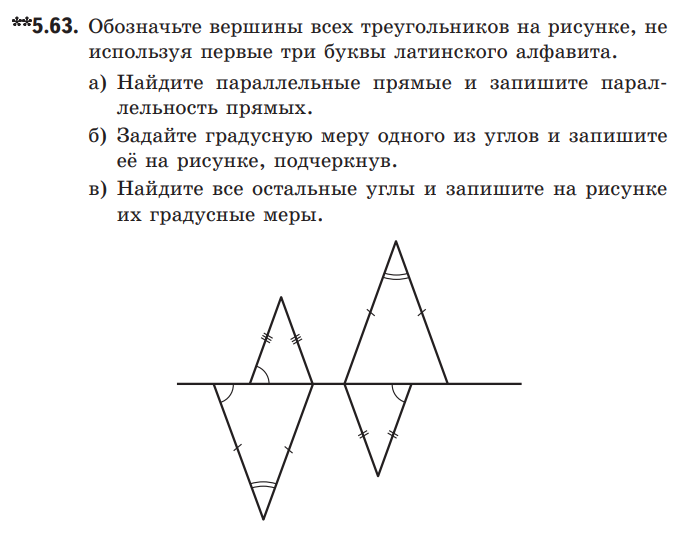 **5.63. Обозначьте вершины всех треугольников на рисунке, не
используя первые три буквы латинского алфавита.
а) Найдите параллельные прямые и запишите парал-
лельность прямых.
б) Задайте градусную меру одного из углов и запишите
её на рисунке, подчеркнув.
в) Найдите все остальные углы и запишите на рисунке
их градусные меры.